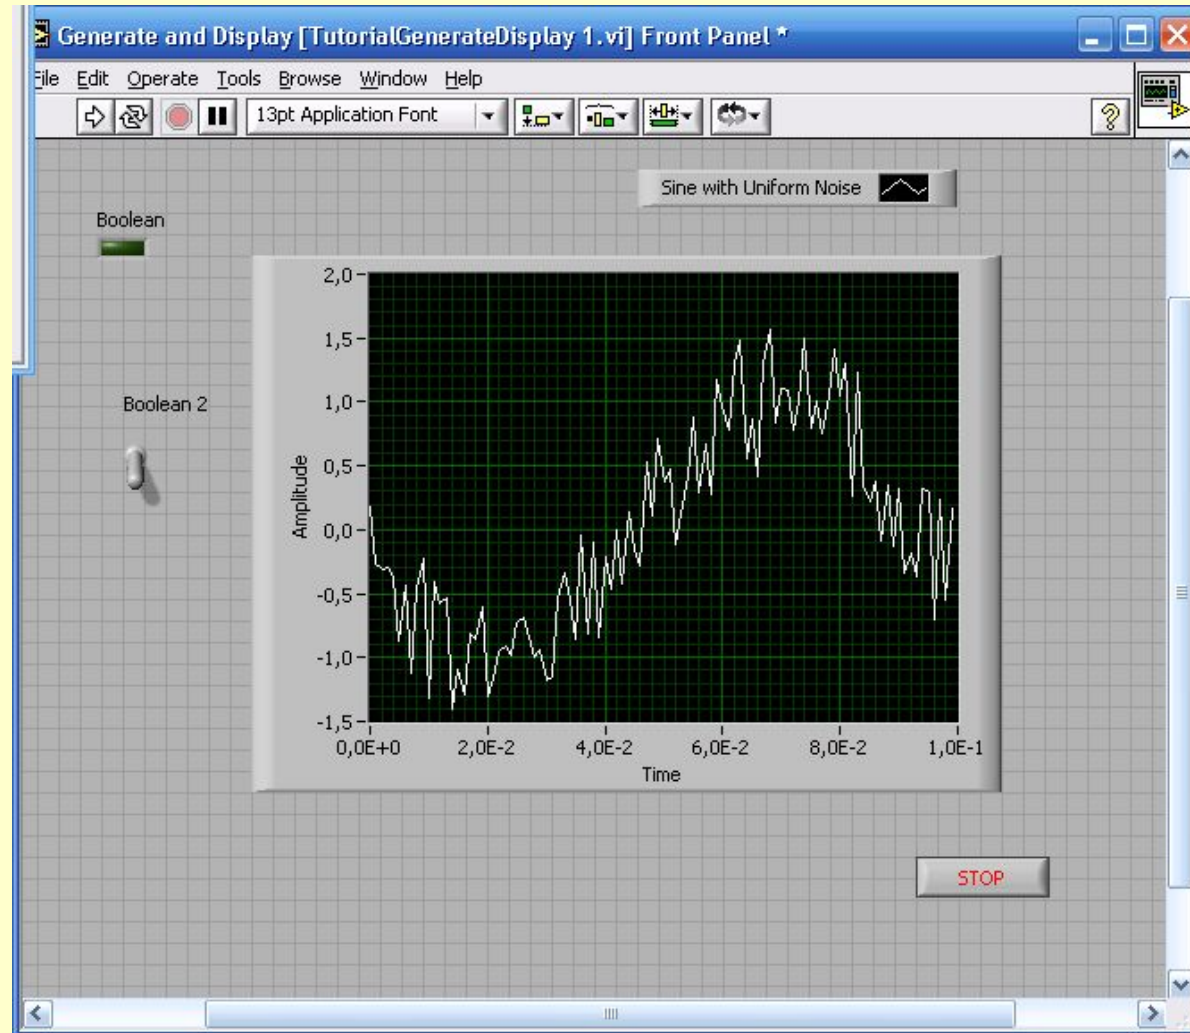 Generate and Display [TutorialGenerateDisplay 1.vi] Front Panel *
File Edit Operate Tools Browse Window Help
13pt Application Font
?
Sine with Uniform Noise
Boolean
Boolean 2
2,0
1,5
1,0
0,5
0,0
-0,5
-1,0
-1,5
Amplitude
0,0E+0 2,0E-2 4,0E-2 6,0E-2 8,0E-2 1,0E-1
Time
STOP